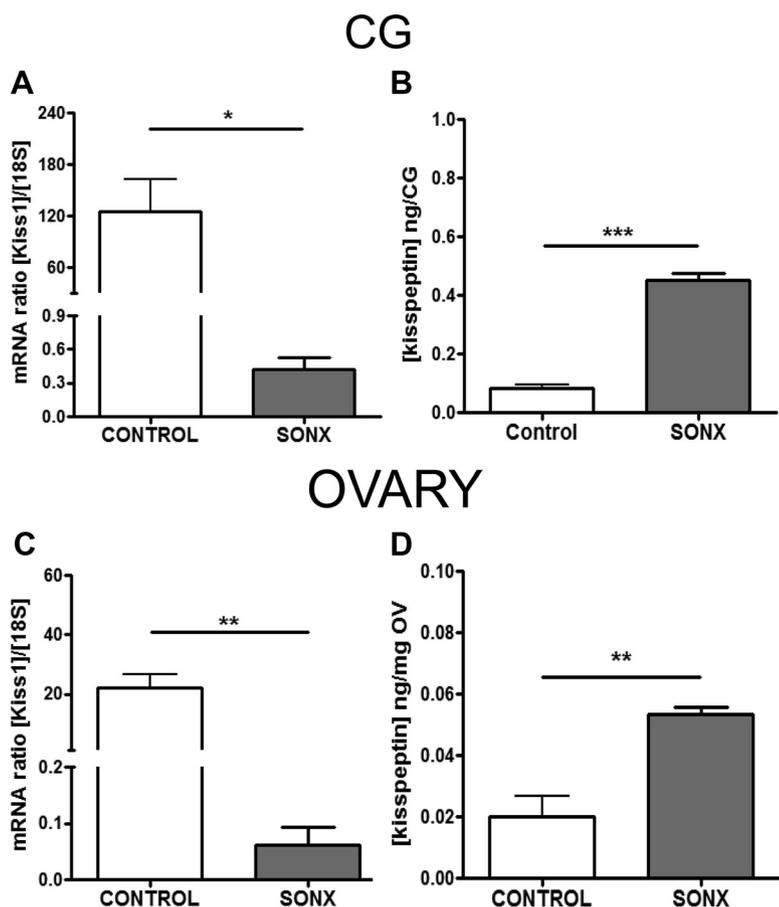 CG
A
mRNA ratio [Kiss1]/[18S]
240
180
120
60
0.9
0.6
0.3
0.0
*
CONTROL SONX
B
[kisspeptin] ng/CG
1.0
0.8
0.6
0.4
0.2
0.0
***
Control SONX
OVARY
C
mRNA ratio [Kiss1]/[18S]
60
40
20
0.2
0.1
0.0
**
CONTROL SONX
D
[kisspeptin] ng/mg OV
0.10
0.08
0.06
0.04
0.02
0.00
**
CONTROL SONX